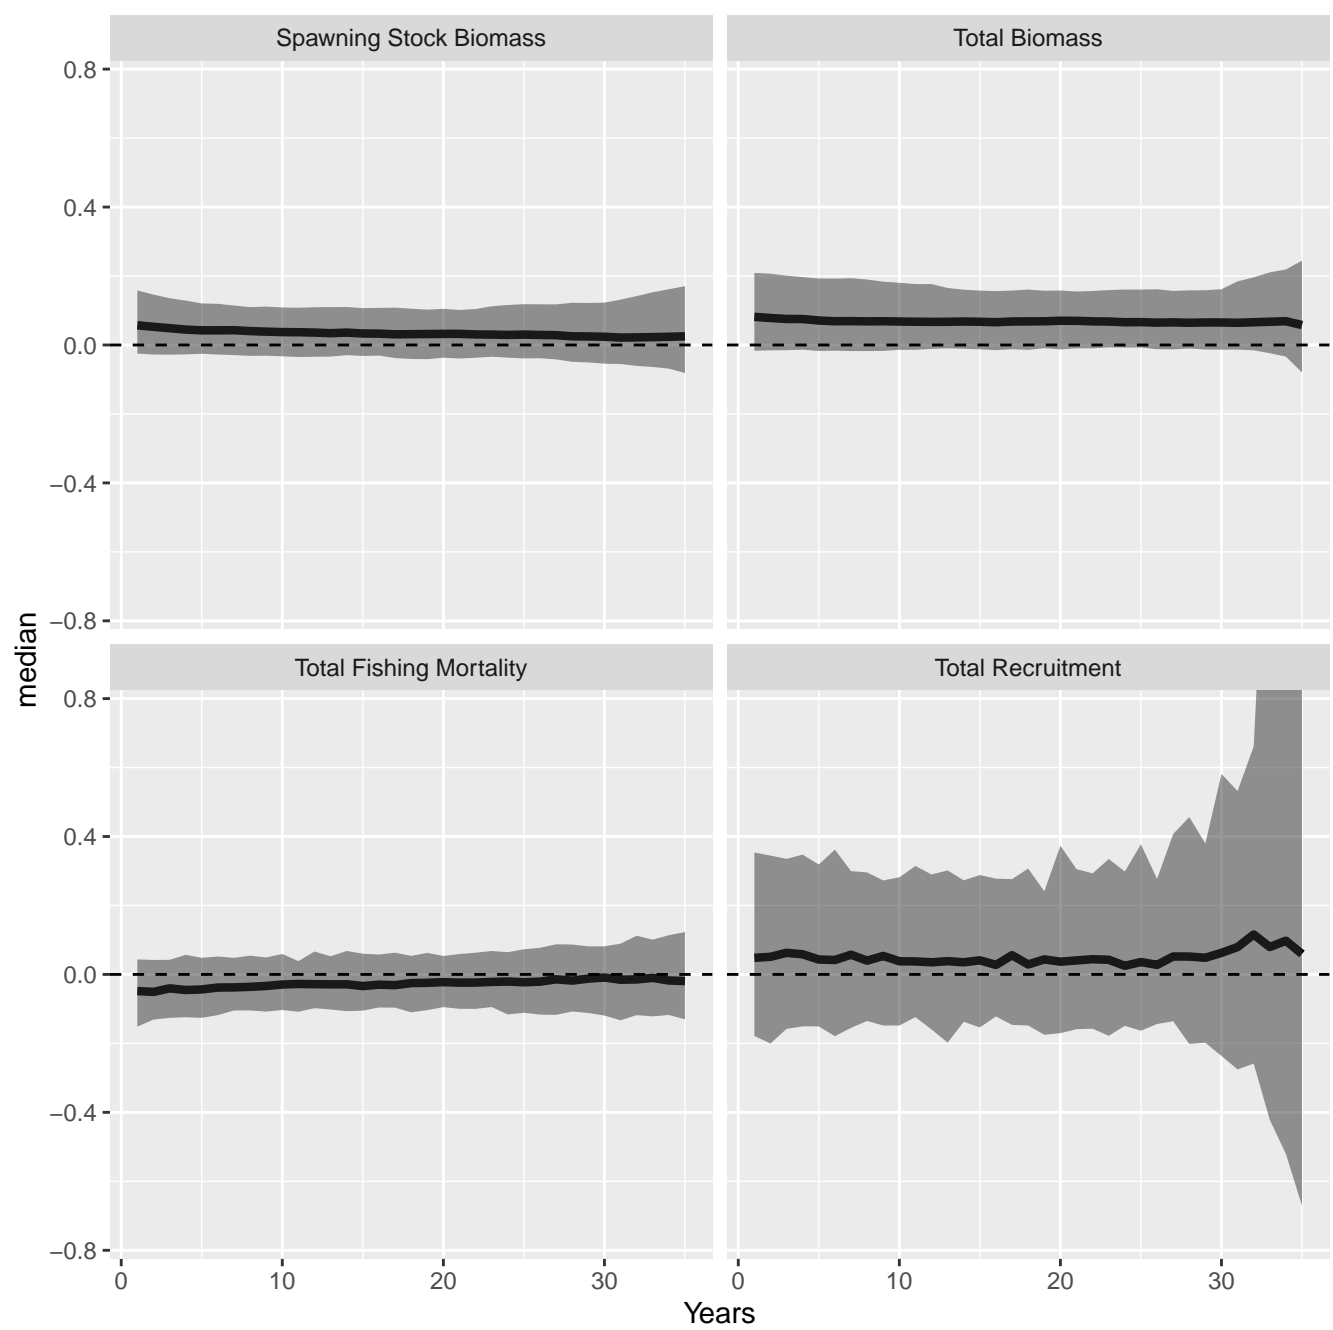 Spawning Stock Biomass
Total Biomass
0.8
0.4
0.0
−0.4
−0.8
median
Total Fishing Mortality
Total Recruitment
0.8
0.4
0.0
−0.4
−0.8
0 10 20 30
0 10 20 30
Years